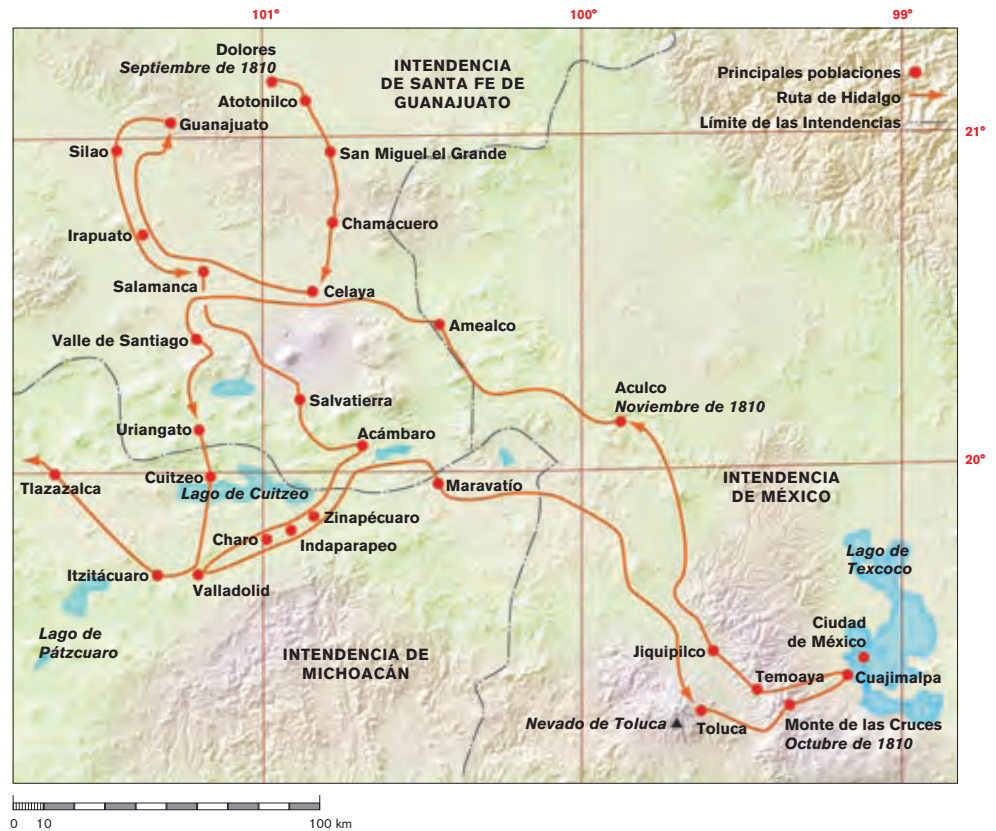 101°
100°
99°
Dolores
Septiembre de 1810
INTENDENCIA
DE SANTA FE DE
GUANAJUATO
Principales poblaciones
Ruta de Hidalgo
Límite de las Intendencias
Atotonilco
Guanajuato
21°
Silao
San Miguel el Grande
Chamacuero
Irapuato
Salamanca
Celaya
Amealco
Valle de Santiago
Aculco
Noviembre de 1810
Salvatierra
Uriangato
Acámbaro
20°
Tlazazalca
Cuitzeo
Lago de Cuitzeo
Maravatío
INTENDENCIA
DE MÉXICO
Zinapécuaro
Charo
Indaparapeo
Lago de
Texcoco
Itzitácuaro
Valladolid
Lago de
Pátzcuaro
INTENDENCIA DE
MICHOACÁN
Ciudad
de México
Jiquipilco
Temoaya
Cuajimalpa
Nevado de Toluca
Toluca
Monte de las Cruces
Octubre de 1810
0 10 100 km